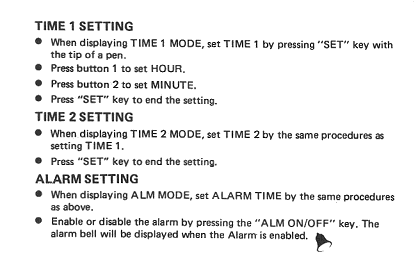 TIME 1 SETTING
● When displaying TIME 1 MODE, set TIME 1 by pressing "SET" key with
the tip of a pen.
● Press button 1 to set HOUR.
● Press button 2 to set MINUTE.
● Press "SET" key to end the setting.
TIME 2 SETTING
● When displaying TIME 2 MODE, set TIME 2 by the same procedures as
setting TIME 1.
● Press "SET" key to end the setting.
ALARM SETTING
● When displaying ALM MODE, set ALARM TIME by the same procedures
as above.
● Enable or disable the alarm by pressing the "ALM ON/OFF" key. The
alarm bell will be displayed when the Alarm is enabled.